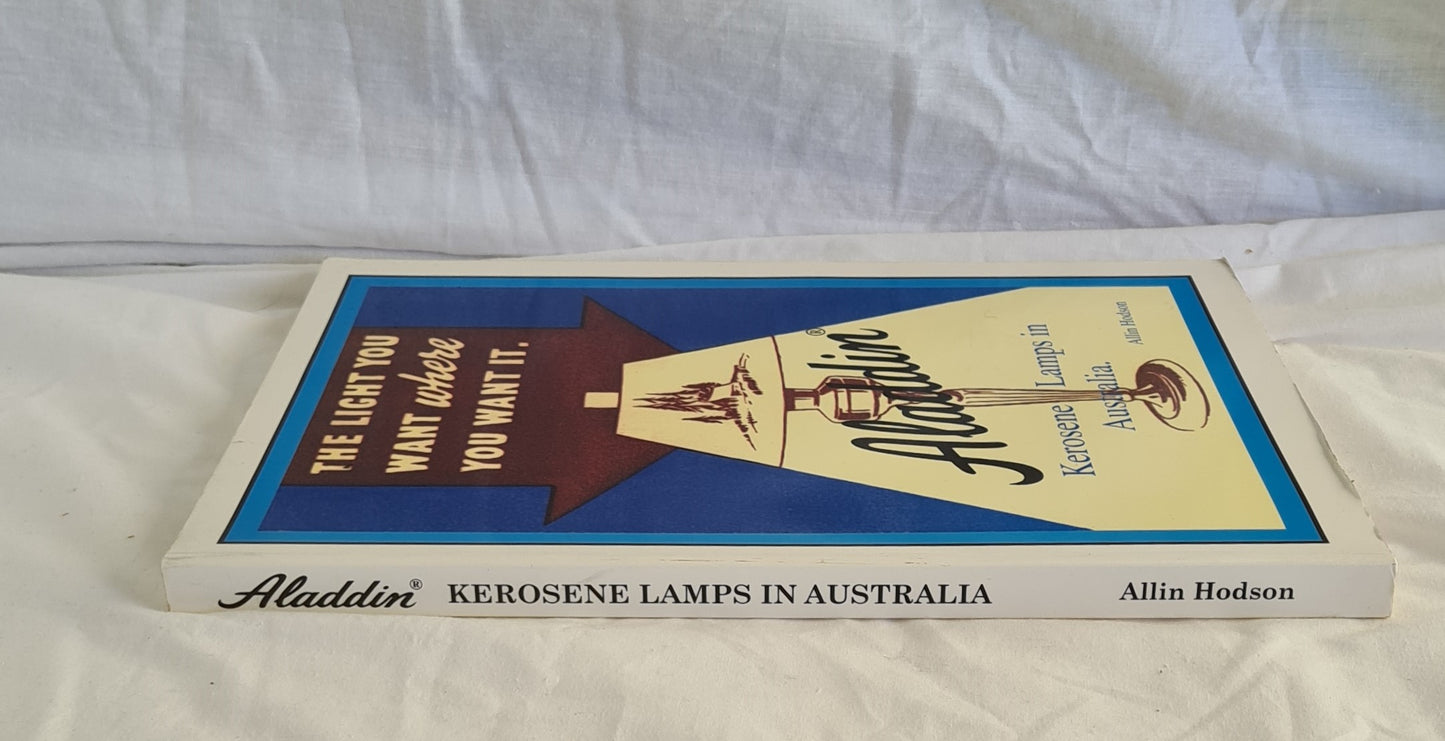 THE LIGHT YOU
WANT where
YOU WANT IT.
Aladdin®
Kerosene Lamps in
Australia.
Allin Hodson
Aladdin® KEROSENE LAMPS IN AUSTRALIA Allin Hodson